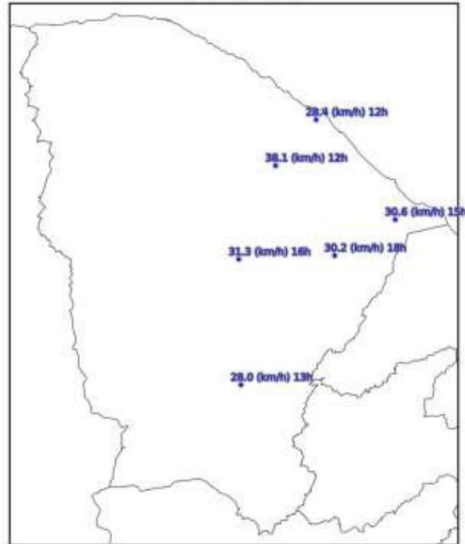 28.4 (km/h) 12h
38.1 (km/h) 12h
30.6 (km/h) 15h
31.3 (km/h) 16h
30.2 (km/h) 18h
28.0 (km/h) 13h